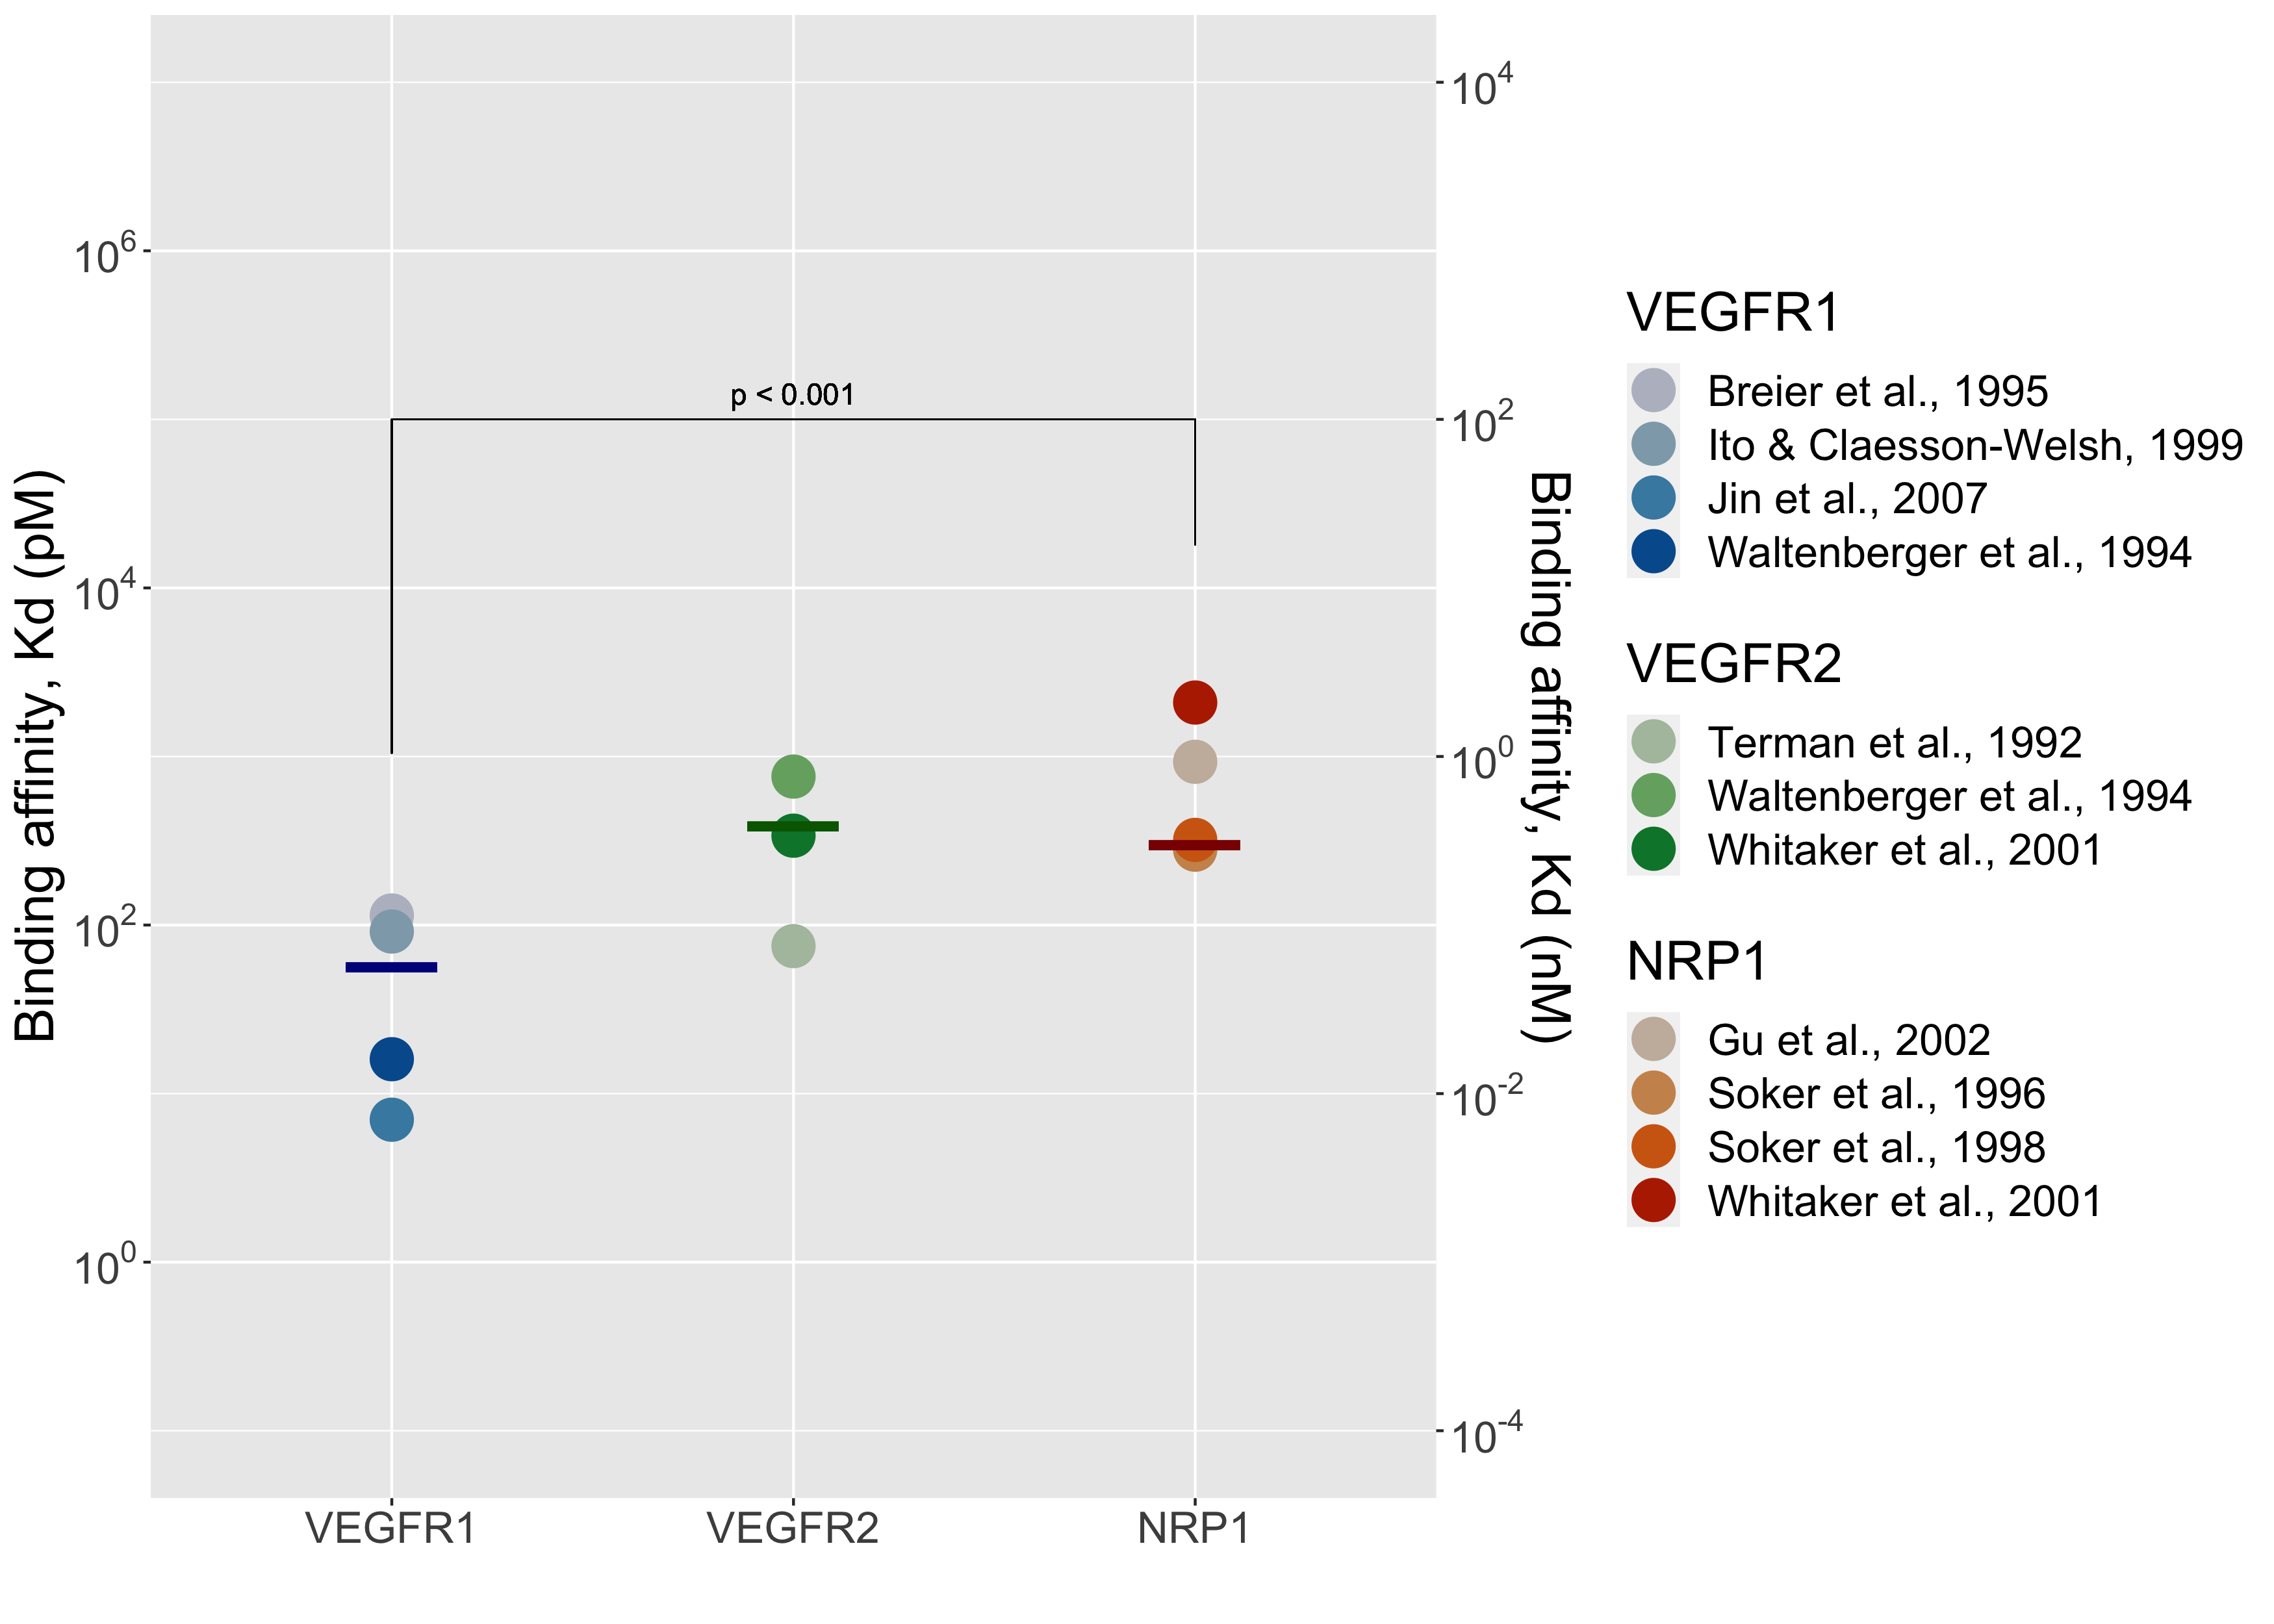 Binding affinity, Kd (pM)
10^6
10^4
10^2
10^0
p < 0.001
VEGFR1
VEGFR2
NRP1
10^4
10^2
10^0
10^-2
10^-4
Binding affinity, Kd (nM)
VEGFR1
Breier et al., 1995
Ito & Claesson-Welsh, 1999
Jin et al., 2007
Waltenberger et al., 1994
VEGFR2
Terman et al., 1992
Waltenberger et al., 1994
Whitaker et al., 2001
NRP1
Gu et al., 2002
Soker et al., 1996
Soker et al., 1998
Whitaker et al., 2001